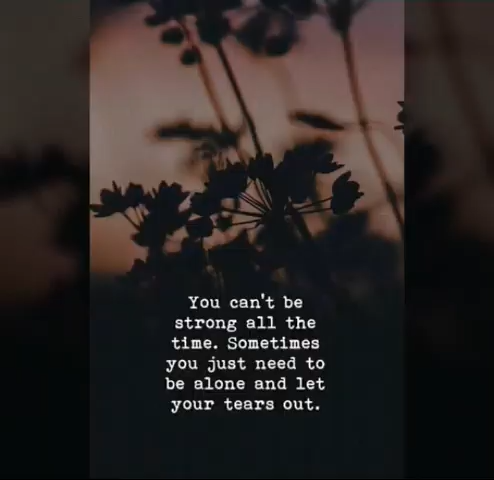 You can't be
strong all the
time. Sometimes
you just need to
be alone and let
your tears out.